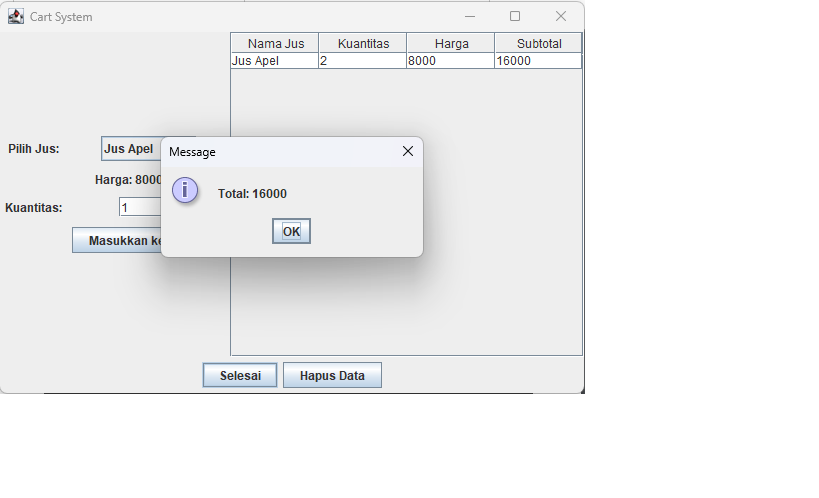 Cart System
Nama Jus Kuantitas Harga Subtotal
Jus Apel 2 8000 16000
Pilih Jus: Jus Apel
Harga: 8000
Kuantitas: 1
Masukkan ke
Message
Total: 16000
OK
Selesai Hapus Data